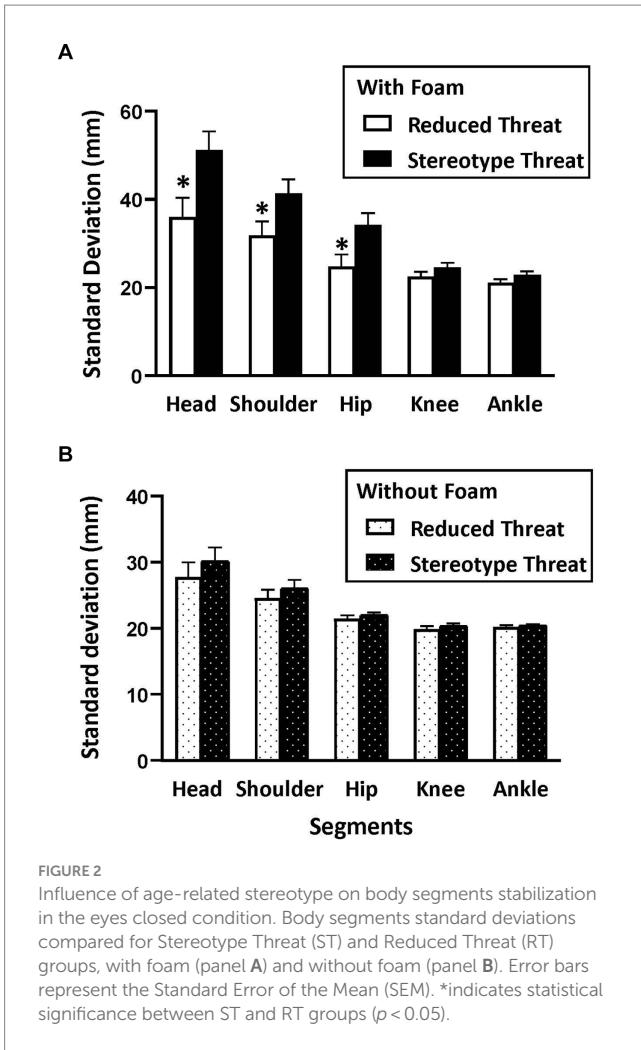 A
With Foam
Reduced Threat
Stereotype Threat
Standard Deviation (mm)
60
40
20
0
* * *
Head Shoulder Hip Knee Ankle
B
Without Foam
Reduced Threat
Stereotype Threat
Standard deviation (mm)
40
30
20
10
0
Head Shoulder Hip Knee Ankle
Segments
FIGURE 2
Influence of age-related stereotype on body segments stabilization
in the eyes closed condition. Body segments standard deviations
compared for Stereotype Threat (ST) and Reduced Threat (RT)
groups, with foam (panel A) and without foam (panel B). Error bars
represent the Standard Error of the Mean (SEM). *indicates statistical
significance between ST and RT groups (p < 0.05).